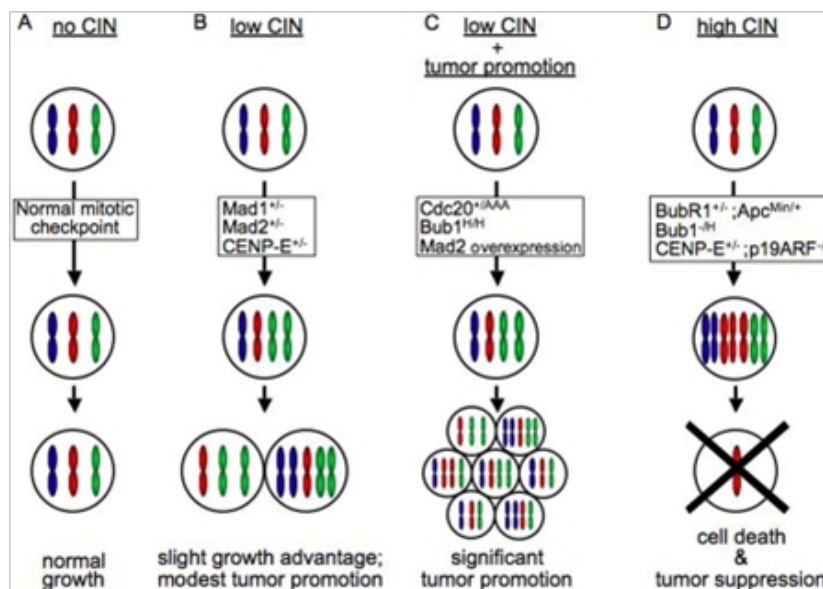 A
no CIN
Normal mitotic
checkpoint
normal
growth
B
low CIN
Mad1+/-
Mad2+/-
CENP-E+/-
slight growth advantage;
modest tumor promotion
C
low CIN
+
tumor promotion
Cdc20+/AAA
Bub1H/H
Mad2 overexpression
significant
tumor promotion
D
high CIN
BubR1+/-;ApcMin/+
Bub1-/H
CENP-E+/-;p19ARF-/
cell death
&
tumor suppression